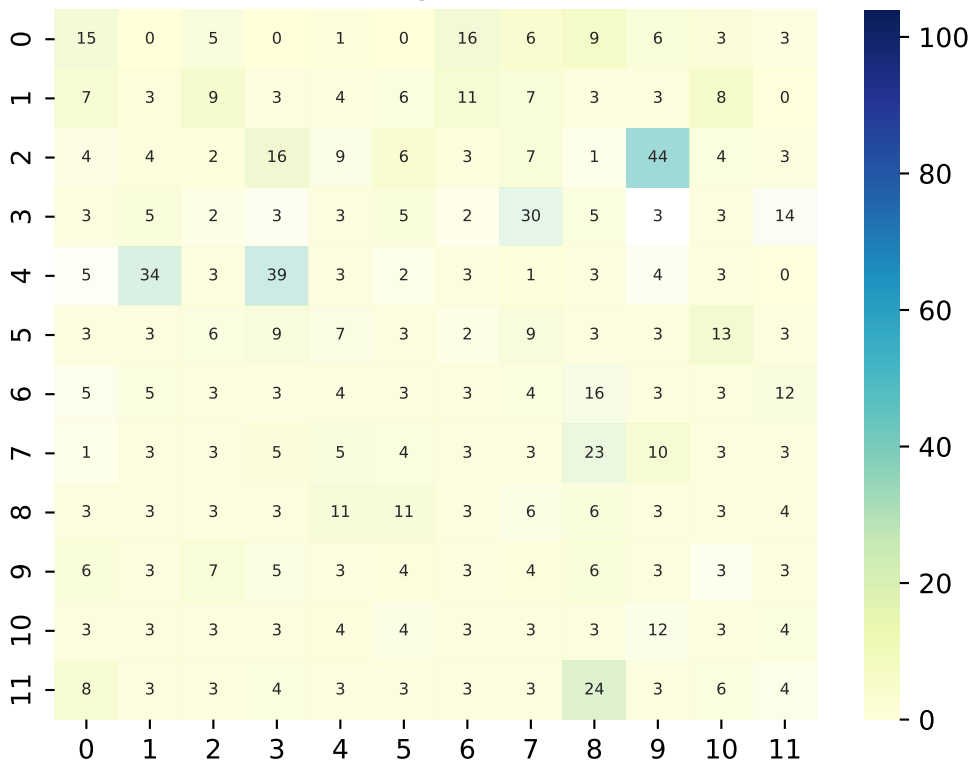 0 15 0 5 0 1 0 16 6 9 6 3 3
1 7 3 9 3 4 6 11 7 3 3 8 0
2 4 4 2 16 9 6 3 7 1 44 4 3
3 3 5 2 3 3 5 2 30 5 3 3 14
4 5 34 3 39 3 2 3 1 3 4 3 0
5 3 3 6 9 7 3 2 9 3 3 13 3
6 5 5 3 3 4 3 3 4 16 3 3 12
7 1 3 3 5 5 4 3 3 23 10 3 3
8 3 3 3 3 11 11 3 6 6 3 3 4
9 6 3 7 5 3 4 3 4 6 3 3 3
10 3 3 3 3 4 4 3 3 3 12 3 4
11 8 3 3 4 3 3 3 3 24 3 6 4
0 1 2 3 4 5 6 7 8 9 10 11
100
80
60
40
20
0